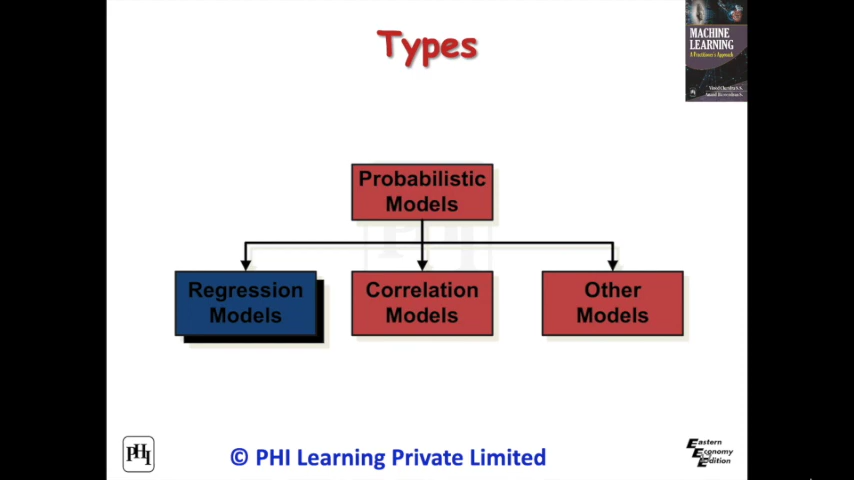 Types
MACHINE
LEARNING
A Practitioner's Approach
Probabilistic
Models
Regression
Models
Correlation
Models
Other
Models
PHI
© PHI Learning Private Limited
Eastern
Economy
Edition